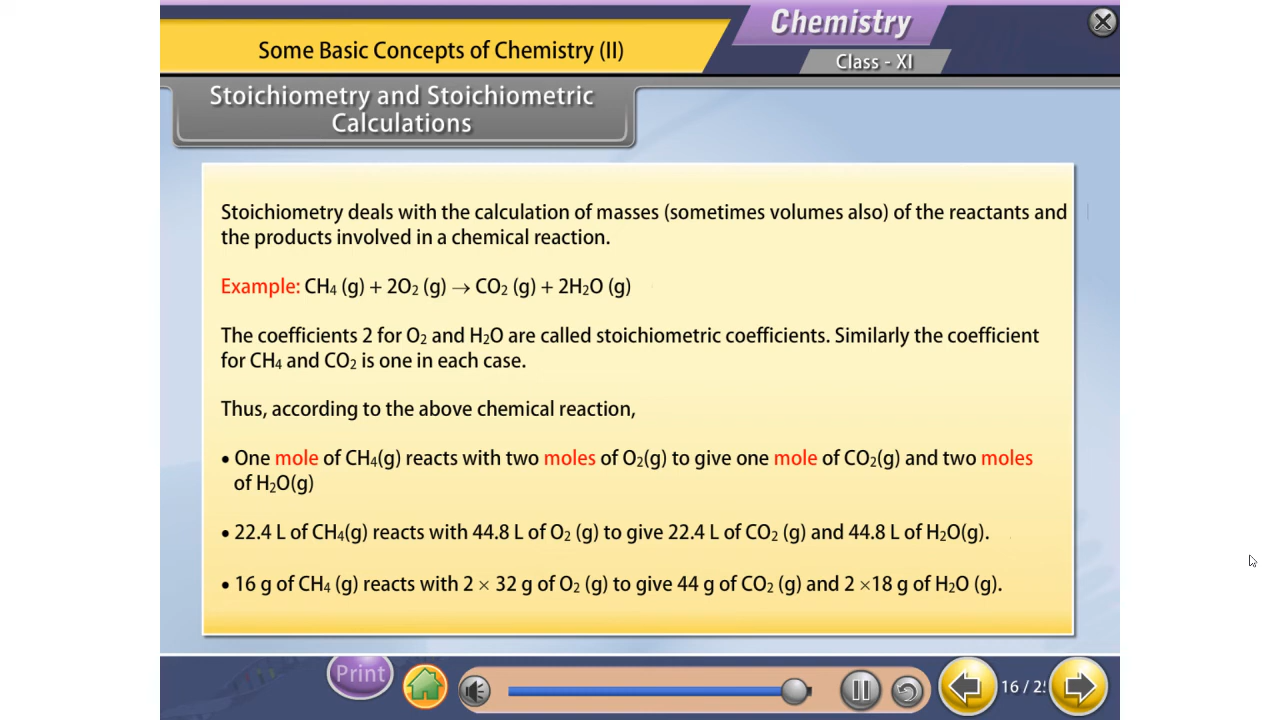 Chemistry
Some Basic Concepts of Chemistry (II)
Class - XI
Stoichiometry and Stoichiometric
Calculations
Stoichiometry deals with the calculation of masses (sometimes volumes also) of the reactants and
the products involved in a chemical reaction.
Example: CH₄ (g) + 2O₂ (g) → CO₂ (g) + 2H₂O (g)
The coefficients 2 for O₂ and H₂O are called stoichiometric coefficients. Similarly the coefficient
for CH₄ and CO₂ is one in each case.
Thus, according to the above chemical reaction,
• One mole of CH₄(g) reacts with two moles of O₂(g) to give one mole of CO₂(g) and two moles
of H₂O(g)
• 22.4 L of CH₄(g) reacts with 44.8 L of O₂ (g) to give 22.4 L of CO₂ (g) and 44.8 L of H₂O(g).
• 16 g of CH₄ (g) reacts with 2 × 32 g of O₂ (g) to give 44 g of CO₂ (g) and 2 ×18 g of H₂O (g).
Print
16 / 2